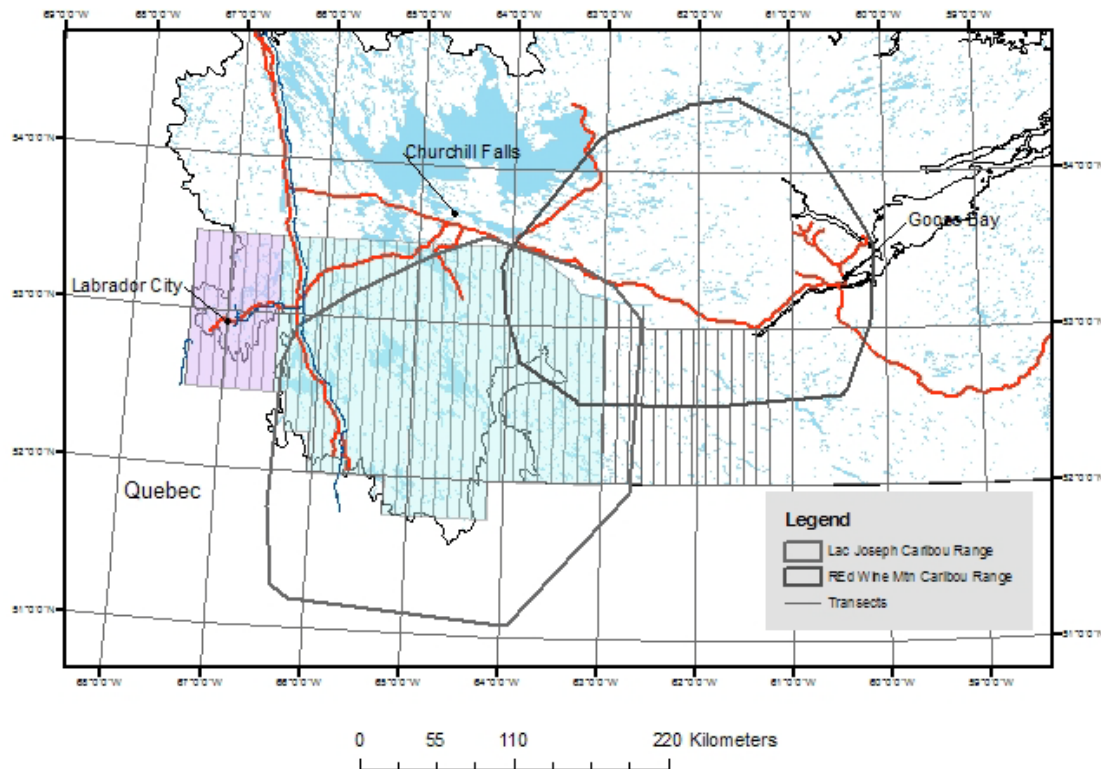 69°0'0"W 68°0'0"W 67°0'0"W 66°0'0"W 65°0'0"W 64°0'0"W 63°0'0"W 62°0'0"W 61°0'0"W 60°0'0"W 59°0'0"W
54°0'0"N
54°0'0"N
Churchill Falls
Goose Bay
Labrador City
53°0'0"N
53°0'0"N
52°0'0"N
52°0'0"N
Quebec
Legend
Lac Joseph Caribou Range
REd Wine Mtn Caribou Range
Transects
51°0'0"N
51°0'0"N
68°0'0"W 67°0'0"W 66°0'0"W 65°0'0"W 64°0'0"W 63°0'0"W 62°0'0"W 61°0'0"W 60°0'0"W 59°0'0"W
0 55 110 220 Kilometers